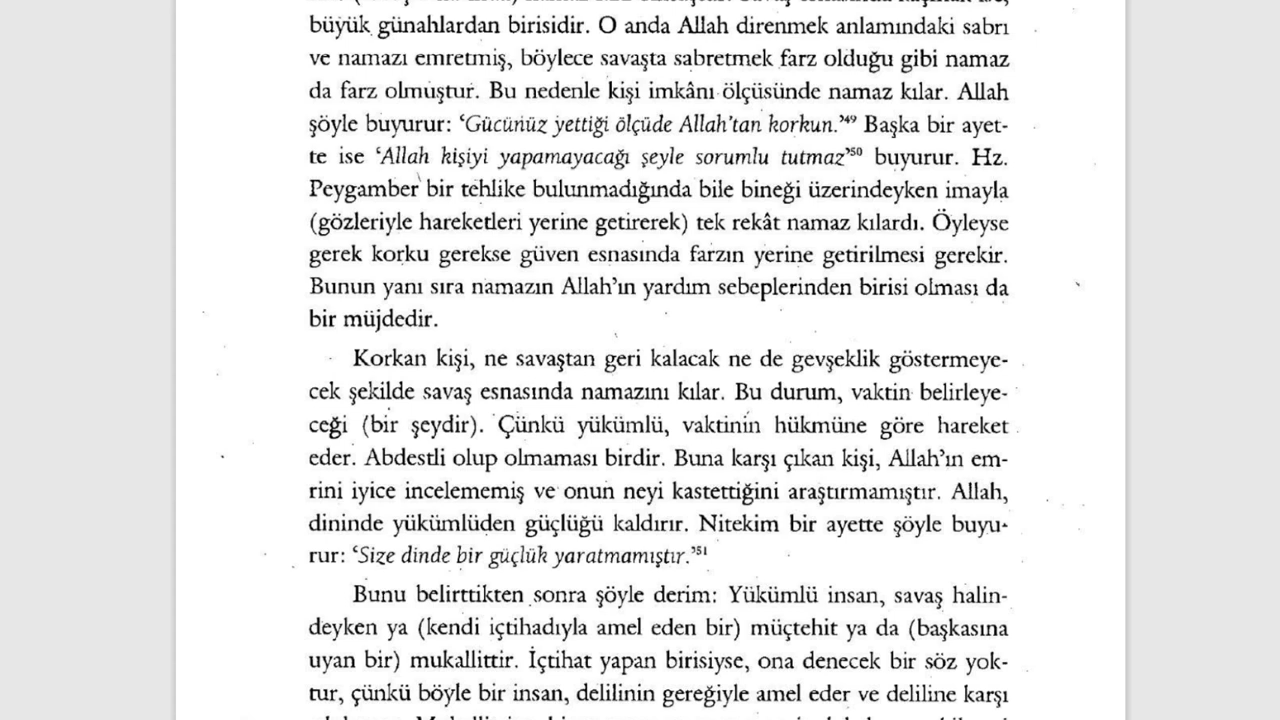 büyük günahlardan birisidir. O anda Allah direnmek anlamındaki sabrı
ve namazı emretmiş, böylece savaşta sabretmek farz olduğu gibi namaz
da farz olmuştur. Bu nedenle kişi imkânı ölçüsünde namaz kılar. Allah
şöyle buyurur: ‘Gücünüz yettiği ölçüde Allah’tan korkun.’⁴⁹ Başka bir ayet-
te ise ‘Allah kişiyi yapamayacağı şeyle sorumlu tutmaz’⁵⁰ buyurur. Hz.
Peygamber bir tehlike bulunmadığında bile bineği üzerindeyken imayla
(gözleriyle hareketleri yerine getirerek) tek rekât namaz kılardı. Öyleyse
gerek korku gerekse güven esnasında farzın yerine getirilmesi gerekir.
Bunun yanı sıra namazın Allah’ın yardım sebeplerinden birisi olması da
bir müjdedir.
Korkan kişi, ne savaştan geri kalacak ne de gevşeklik göstermeye-
cek şekilde savaş esnasında namazını kılar. Bu durum, vaktin belirleye-
ceği (bir şeydir). Çünkü yükümlü, vaktinin hükmüne göre hareket
eder. Abdestli olup olmaması birdir. Buna karşı çıkan kişi, Allah’ın em-
rini iyice incelememiş ve onun neyi kastettiğini araştırmamıştır. Allah,
dininde yükümlüden güçlüğü kaldırır. Nitekim bir ayette şöyle buyu-
rur: ‘Size dinde bir güçlük yaratmamıştır.’⁵¹
Bunu belirttikten sonra şöyle derim: Yükümlü insan, savaş halin-
deyken ya (kendi içtihadıyla amel eden bir) müçtehit ya da (başkasına
uyan bir) mukallittir. İçtihat yapan birisiyse, ona denecek bir söz yok-
tur, çünkü böyle bir insan, delilinin gereğiyle amel eder ve deliline karşı